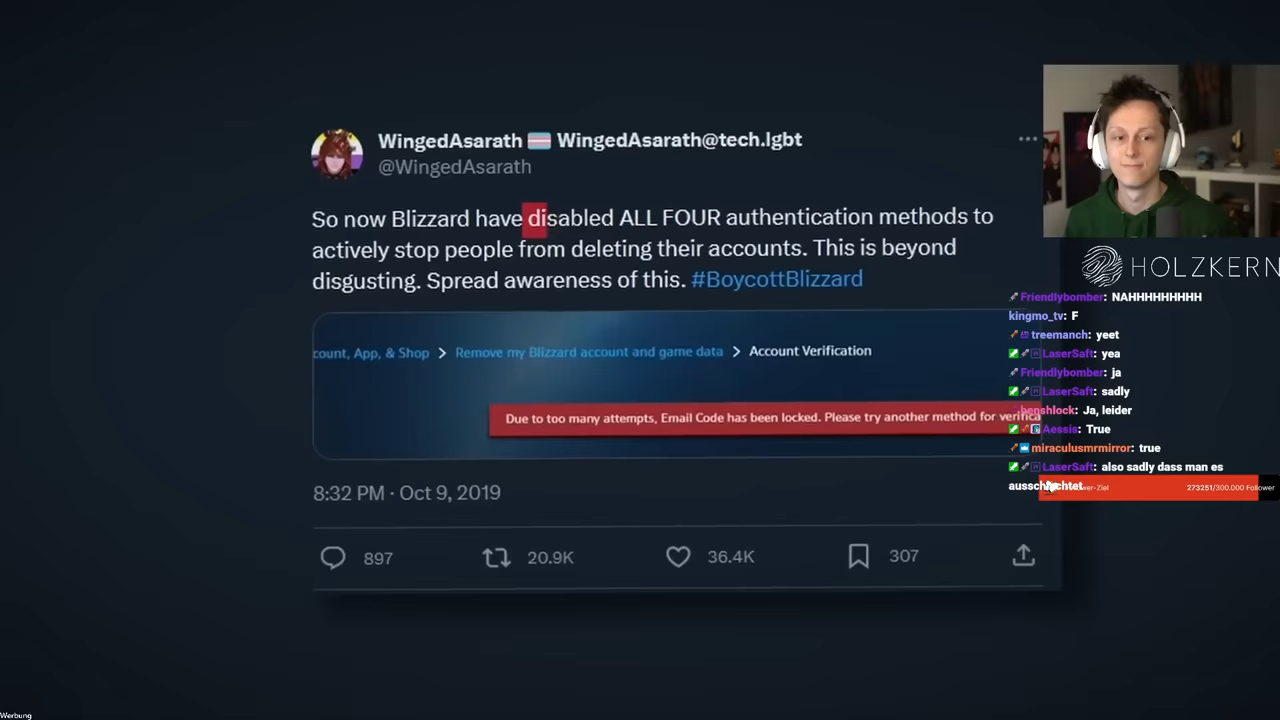 WingedAsarath WingedAsarath@tech.lgbt
@WingedAsarath
So now Blizzard have disabled ALL FOUR authentication methods to
actively stop people from deleting their accounts. This is beyond
disgusting. Spread awareness of this. #BoycottBlizzard
count, App, & Shop > Remove my Blizzard account and game data > Account Verification
Due to too many attempts, Email Code has been locked. Please try another method for
8:32 PM · Oct 9, 2019
897 20.9K 36.4K 307
HOLZKERN
Friendlybomber: NAHHHHHHHHH
kingmo_tv: F
treemanch: yeet
LaserSaft: yea
Friendlybomber: ja
LaserSaft: sadly
Ja, leider
Aessis: True
miraculusmrmirror: true
LaserSaft: also sadly dass man es
273251/300.000 Follower
Werbung